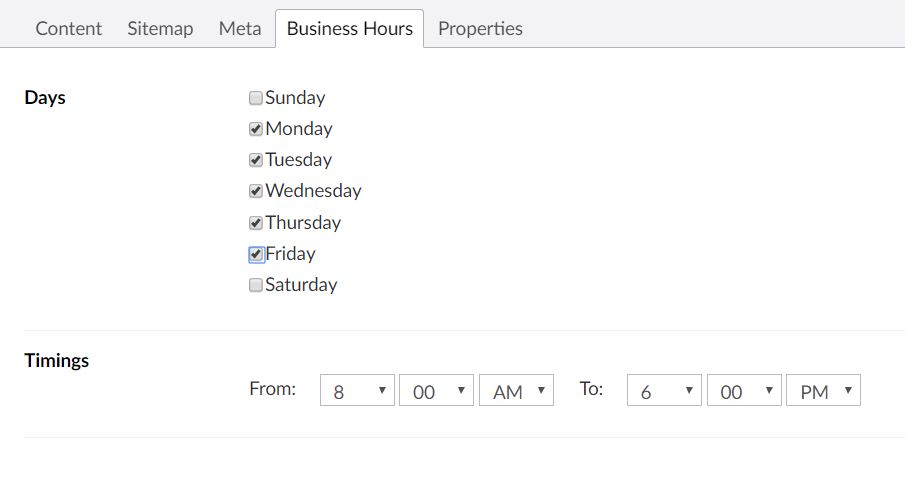 Content Sitemap Meta Business Hours Properties
Days
Sunday
Monday
Tuesday
Wednesday
Thursday
Friday
Saturday
Timings
From: 8 00 AM To: 6 00 PM